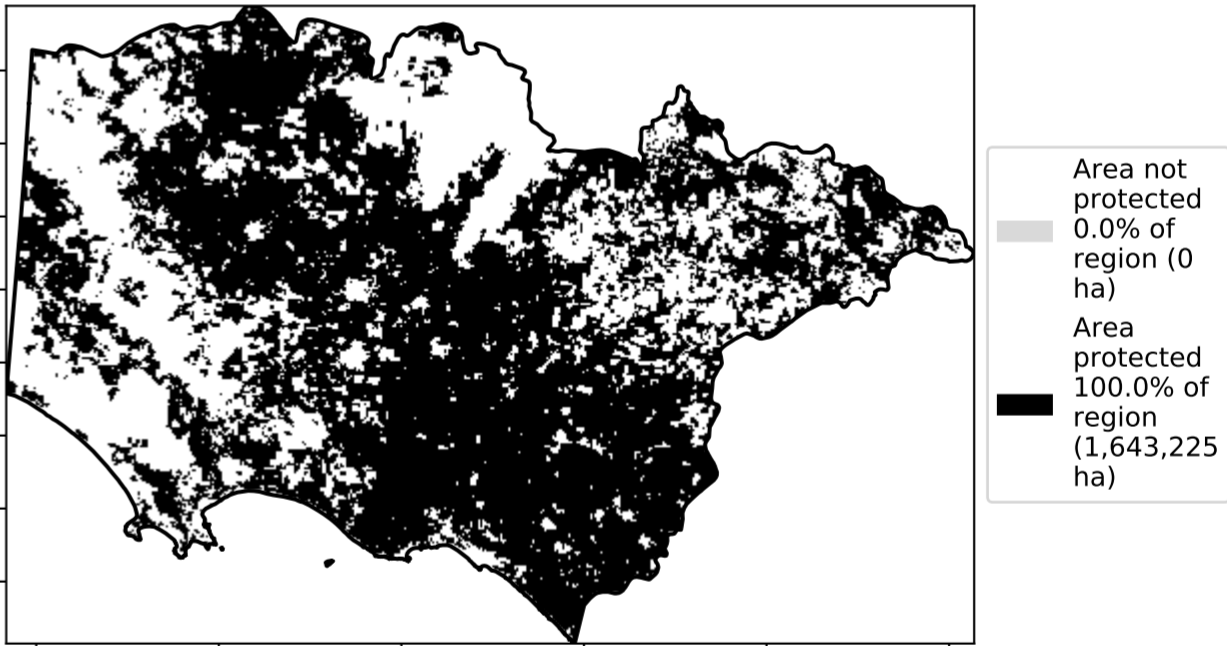 Area not
protected
0.0% of
region (0
ha)
Area
protected
100.0% of
region
(1,643,225
ha)